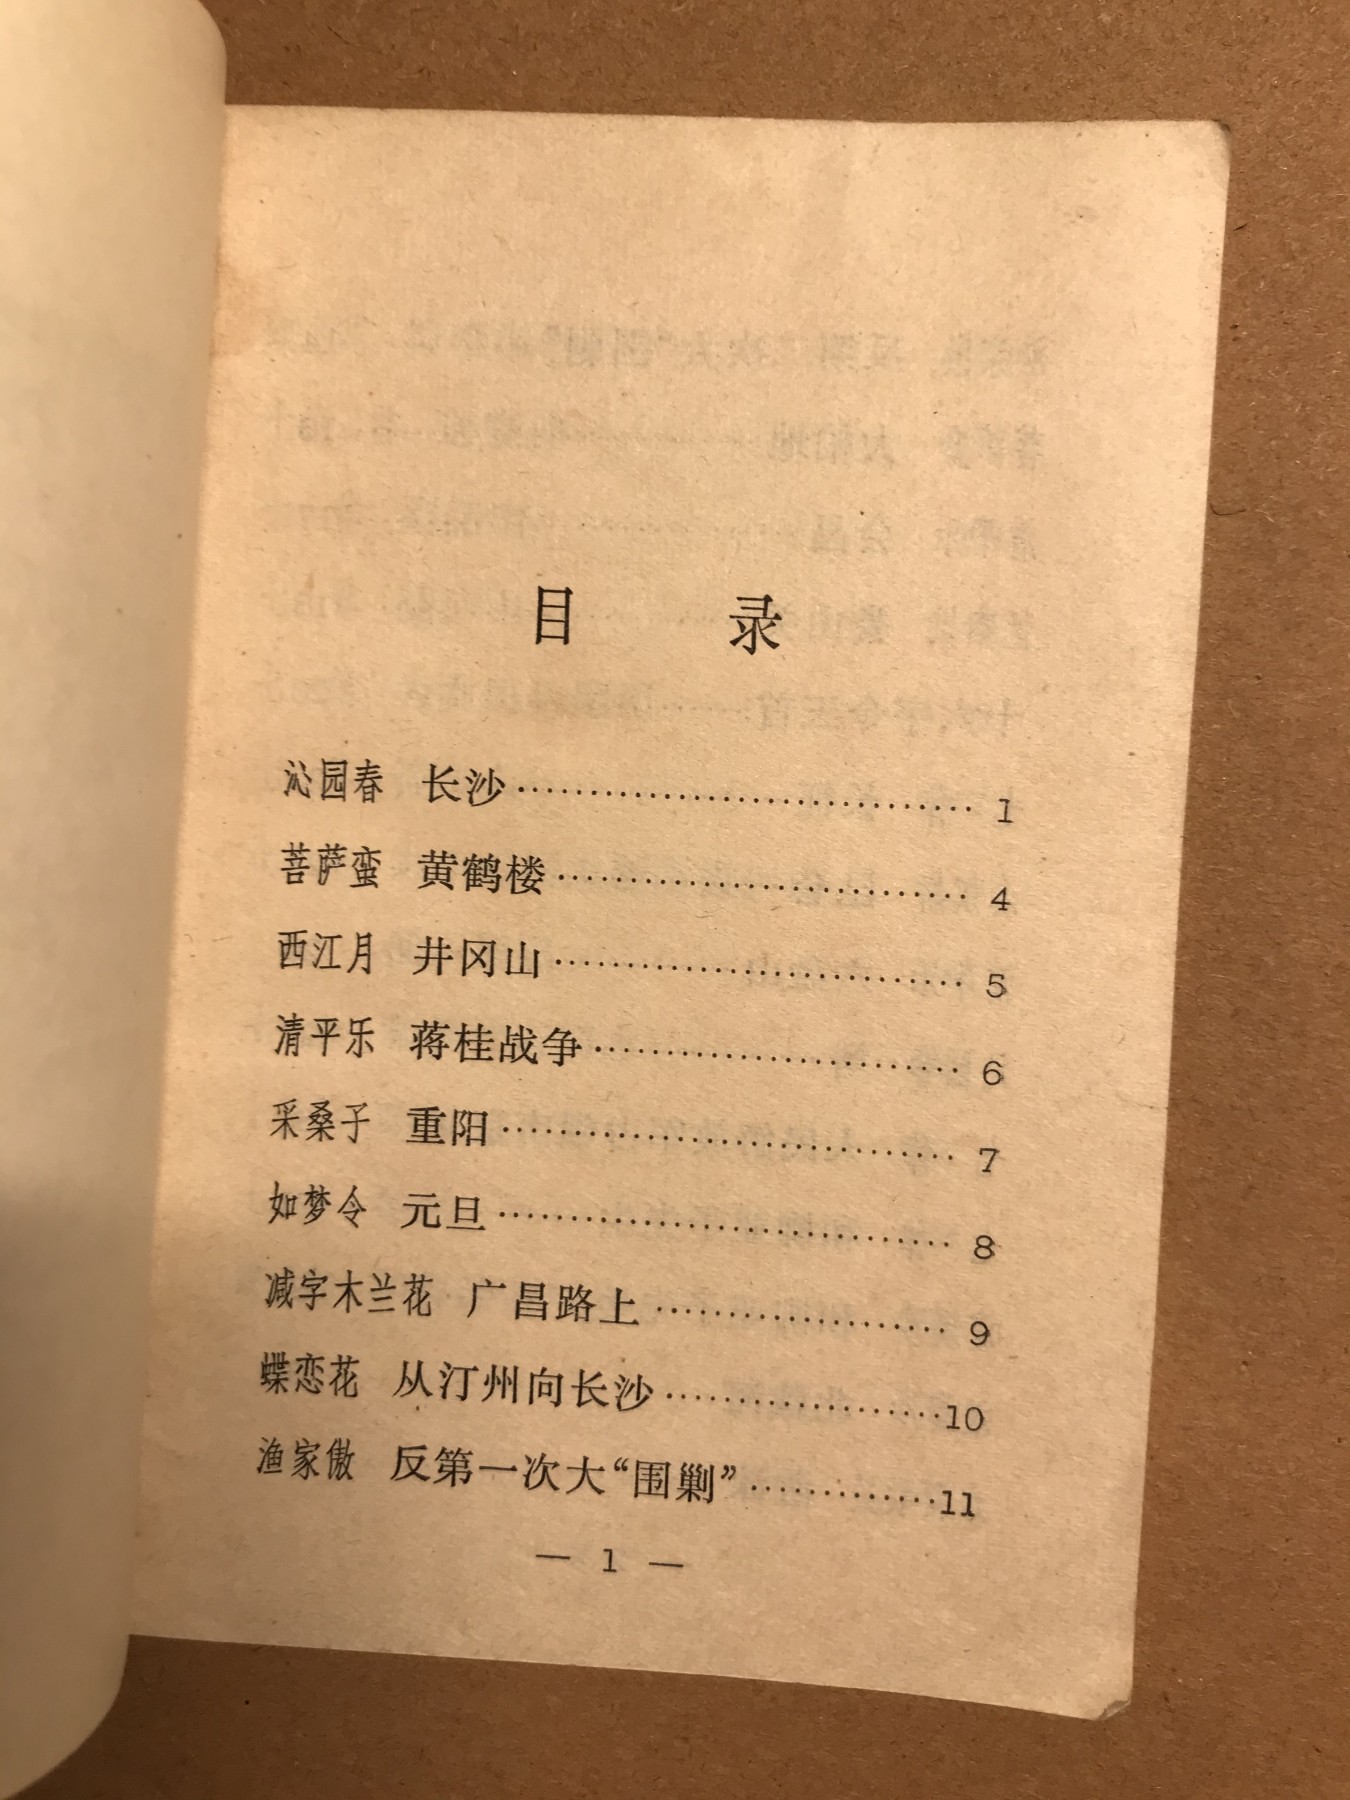 目 录
沁园春 长沙……………………………1
菩萨蛮 黄鹤楼…………………………4
西江月 井冈山…………………………5
清平乐 蒋桂战争………………………6
采桑子 重阳……………………………7
如梦令 元旦……………………………8
减字木兰花 广昌路上…………………9
蝶恋花 从汀州向长沙…………………10
渔家傲 反第一次大“围剿”……………11
— 1 —